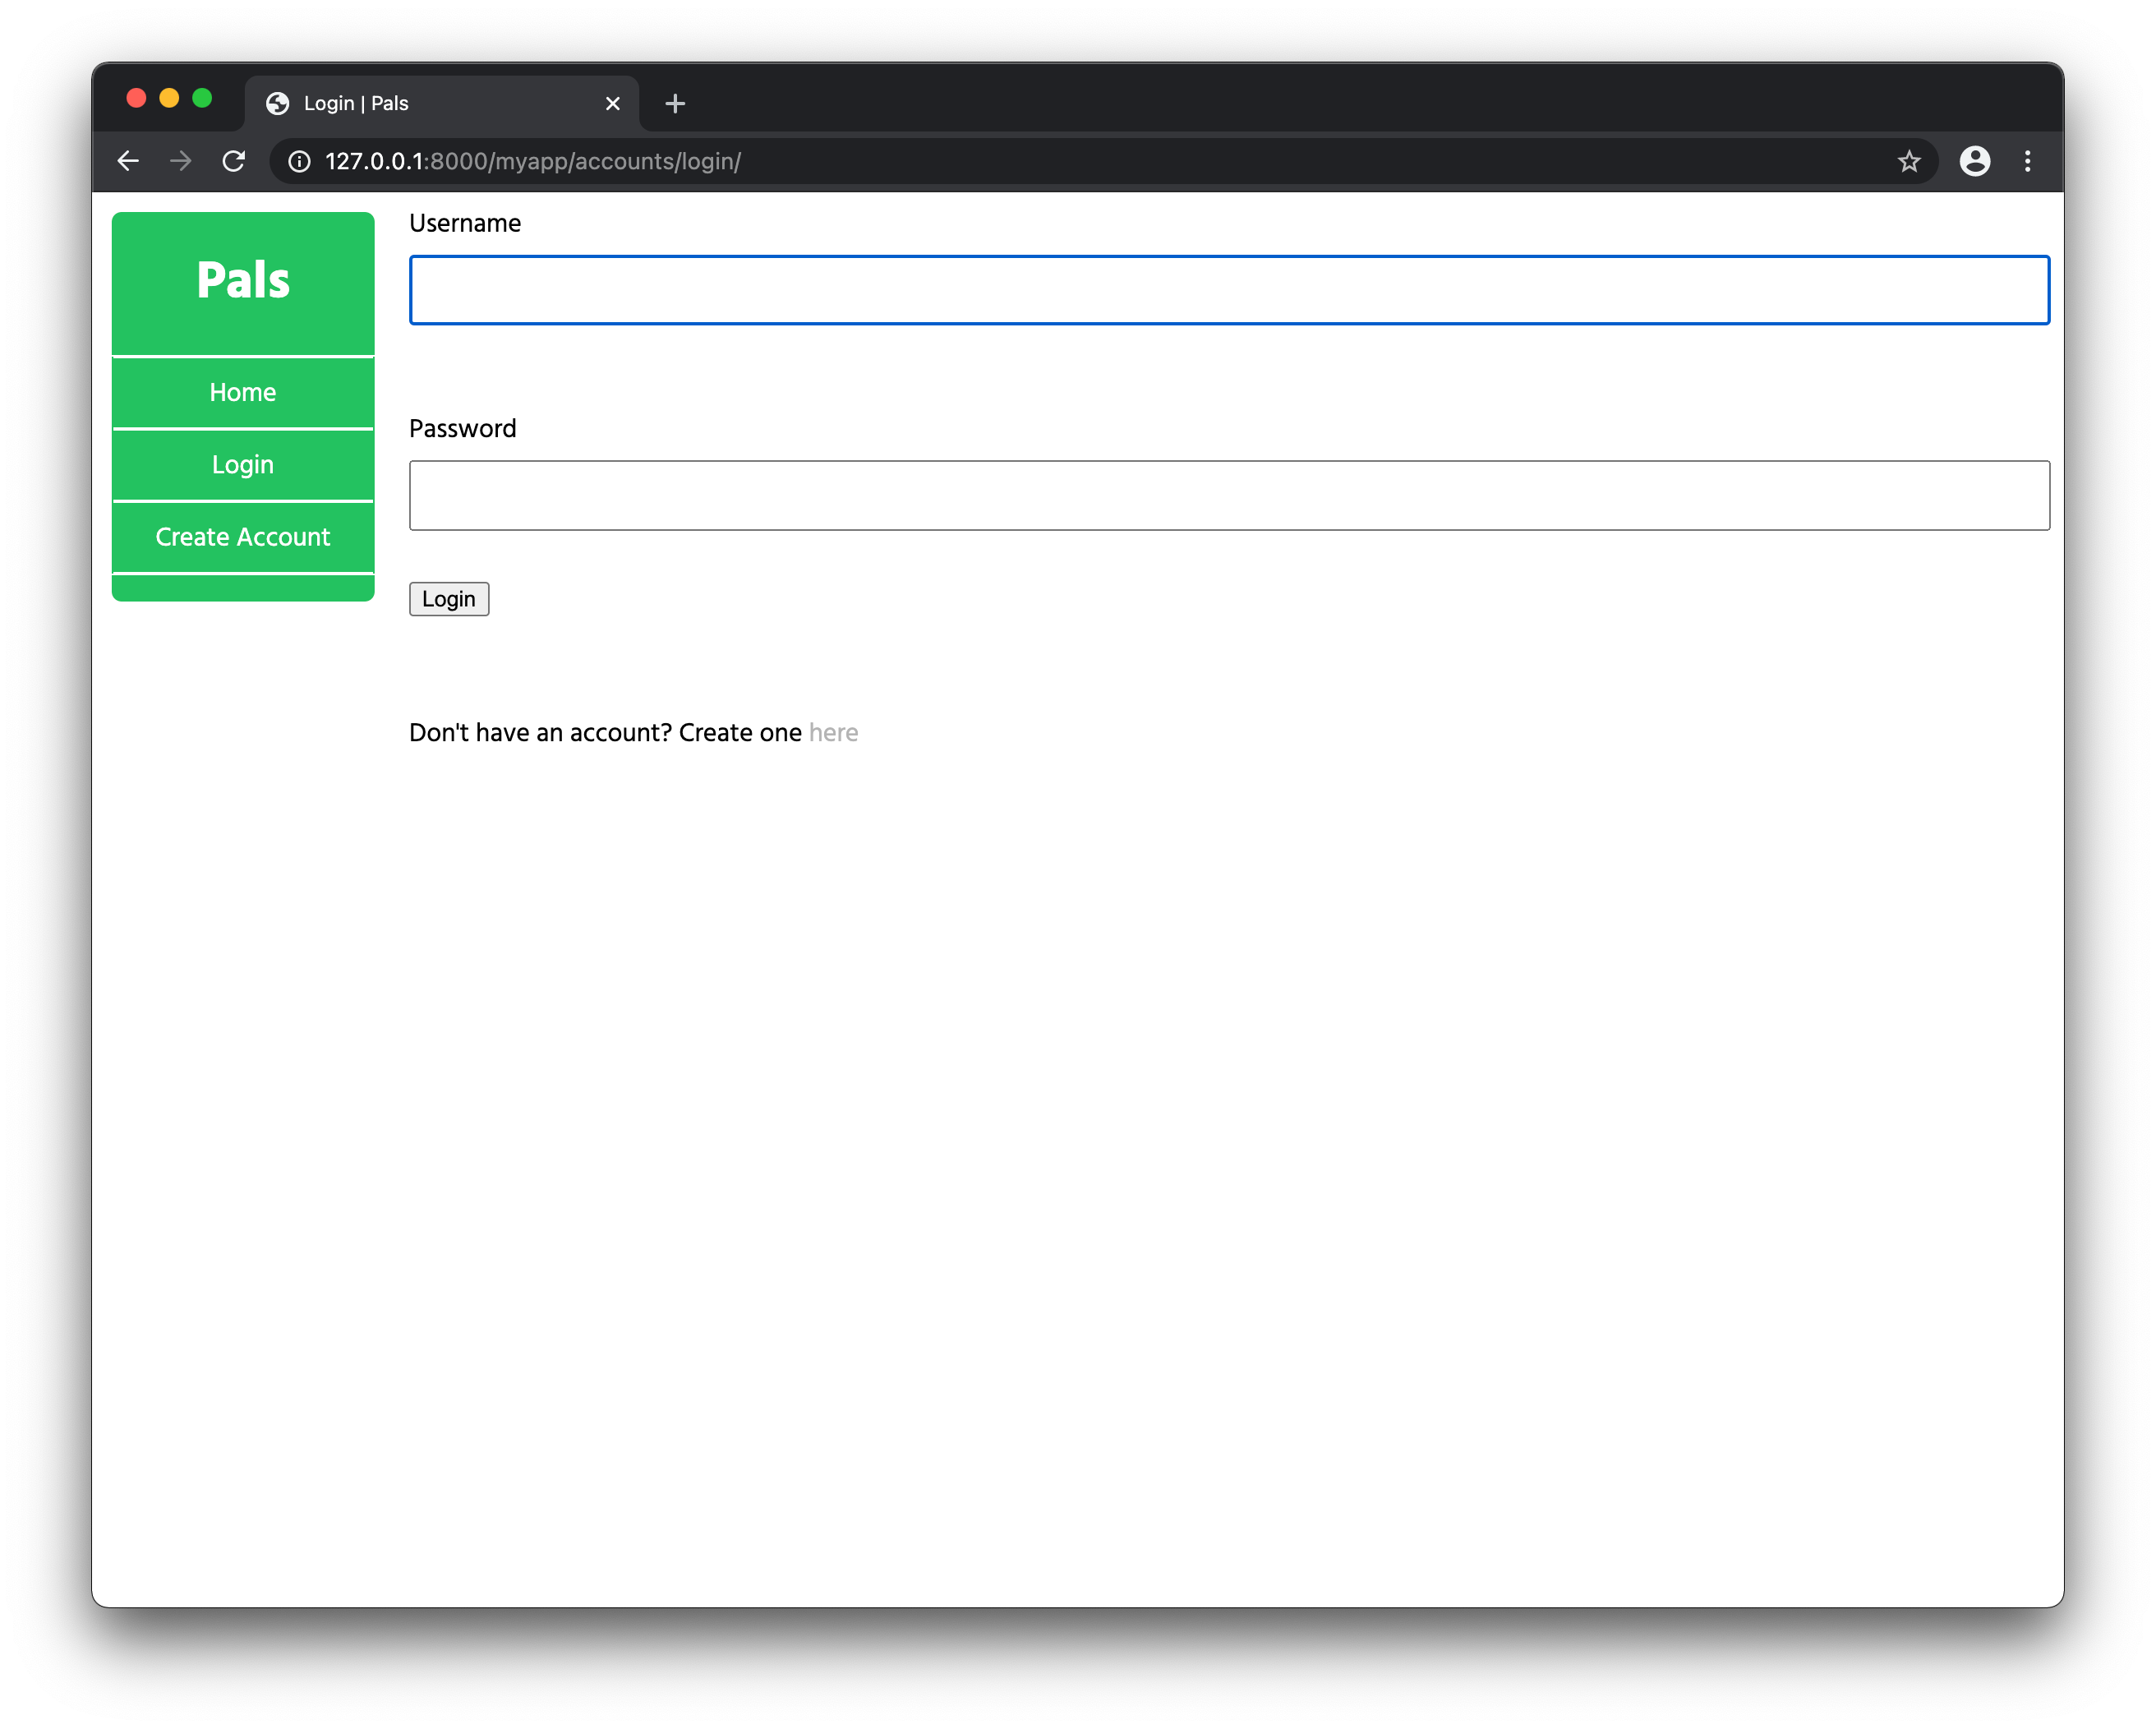 Login | Pals
127.0.0.1:8000/myapp/accounts/login/
Pals
Home
Login
Create Account
Username
Password
Login
Don't have an account? Create one here